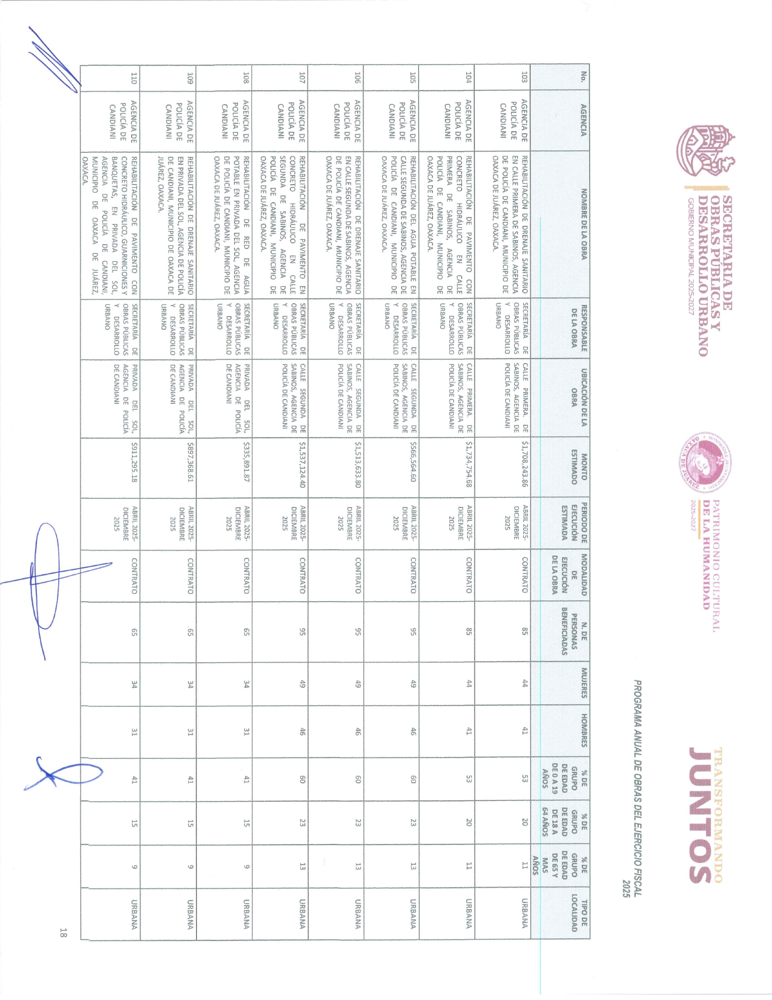 SECRETARÍA DE
OBRAS PÚBLICAS Y
DESARROLLO URBANO
GOBIERNO MUNICIPAL 2025-2027
HONORABLE AYUNTAMIENTO
OAXACA DE JUÁREZ
PATRIMONIO CULTURAL
DE LA HUMANIDAD
2025-2027
TRANSFORMANDO
JUNTOS
PROGRAMA ANUAL DE OBRAS DEL EJERCICIO FISCAL
2025
No.
AGENCIA
NOMBRE DE LA OBRA
RESPONSABLE
DE LA OBRA
UBICACIÓN DE LA
OBRA
MONTO
ESTIMADO
PERIODO DE
EJECUCIÓN
ESTIMADA
MODALIDAD
DE
EJECUCIÓN
DE LA OBRA
N. DE
PERSONAS
BENEFICIADAS
MUJERES
HOMBRES
% DE
GRUPO
DE EDAD
DE 0 A 19
AÑOS
% DE
GRUPO
DE EDAD
DE 18 A
64 AÑOS
% DE
GRUPO
DE EDAD
DE 65 Y
MAS
AÑOS
TIPO DE
LOCALIDAD
103
AGENCIA DE
POLICÍA DE
CANDIANI
REHABILITACIÓN DE DRENAJE SANITARIO
EN CALLE PRIMERA DE SABINOS, AGENCIA
DE POLICÍA DE CANDIANI, MUNICIPIO DE
OAXACA DE JUÁREZ, OAXACA.
SECRETARÍA DE
OBRAS PÚBLICAS
Y DESARROLLO
URBANO
CALLE PRIMERA. DE
SABINOS, AGENCIA DE
POLICÍA DE CANDIANI
$1,708,243.86
ABRIL 2025-
DICIEMBRE
2025
CONTRATO
85
44
41
53
20
11
URBANA
104
AGENCIA DE
POLICÍA DE
CANDIANI
REHABILITACIÓN DE PAVIMENTO CON
CONCRETO HIDRÁULICO EN CALLE
PRIMERA DE SABINOS, AGENCIA DE
POLICÍA DE CANDIANI, MUNICIPIO DE
OAXACA DE JUÁREZ, OAXACA.
SECRETARÍA DE
OBRAS PÚBLICAS
Y DESARROLLO
URBANO
CALLE PRIMERA. DE
SABINOS, AGENCIA DE
POLICÍA DE CANDIANI
$1,734,754.68
ABRIL 2025-
DICIEMBRE
2025
CONTRATO
85
44
41
53
20
11
URBANA
105
AGENCIA DE
POLICÍA DE
CANDIANI
REHABILITACIÓN DEL AGUA POTABLE EN
CALLE SEGUNDA DE SABINOS, AGENCIA DE
POLICÍA DE CANDIANI, MUNICIPIO DE
OAXACA DE JUÁREZ, OAXACA.
SECRETARÍA DE
OBRAS PÚBLICAS
Y DESARROLLO
URBANO
CALLE SEGUNDA DE
SABINOS, AGENCIA DE
POLICÍA DE CANDIANI
$566,564.60
ABRIL 2025-
DICIEMBRE
2025
CONTRATO
95
49
46
60
23
13
URBANA
106
AGENCIA DE
POLICÍA DE
CANDIANI
REHABILITACIÓN DE DRENAJE SANITARIO
EN CALLE SEGUNDA DE SABINOS, AGENCIA
DE POLICIA DE CANDIANI, MUNICIPIO DE
OAXACA DE JUÁREZ, OAXACA.
SECRETARÍA DE
OBRAS PÚBLICAS
Y DESARROLLO
URBANO
CALLE SEGUNDA DE
SABINOS, AGENCIA DE
POLICÍA DE CANDIANI
$1,513,633.80
ABRIL 2025-
DICIEMBRE
2025
CONTRATO
95
49
46
60
23
13
URBANA
107
AGENCIA DE
POLICÍA DE
CANDIANI
REHABILITACIÓN DE PAVIMENTO EN
CONCRETO HIDRÁULICO EN CALLE
SEGUNDA DE SABINOS, AGENCIA DE
POLICÍA DE CANDIANI, MUNICIPIO DE
OAXACA DE JUÁREZ, OAXACA.
SECRETARÍA DE
OBRAS PÚBLICAS
Y DESARROLLO
URBANO
CALLE SEGUNDA DE
SABINOS, AGENCIA DE
POLICÍA DE CANDIANI
$1,537,124.40
ABRIL 2025-
DICIEMBRE
2025
CONTRATO
95
49
46
60
23
13
URBANA
108
AGENCIA DE
POLICÍA DE
CANDIANI
REHABILITACIÓN DE RED DE AGUA
POTABLE EN PRIVADA DEL SOL, AGENCIA
DE POLICÍA DE CANDIANI, MUNICIPIO DE
OAXACA DE JUÁREZ, OAXACA.
SECRETARÍA DE
OBRAS PÚBLICAS
Y DESARROLLO
URBANO
PRIVADA DEL SOL,
AGENCIA DE POLICÍA
DE CANDIANI
$335,891.87
ABRIL 2025-
DICIEMBRE
2025
CONTRATO
65
34
31
41
15
9
URBANA
109
AGENCIA DE
POLICÍA DE
CANDIANI
REHABILITACIÓN DE DRENAJE SANITARIO
EN PRIVADA DEL SOL, AGENCIA DE POLICÍA
DE CANDIANI, MUNICIPIO DE OAXACA DE
JUÁREZ, OAXACA.
SECRETARÍA DE
OBRAS PÚBLICAS
Y DESARROLLO
URBANO
PRIVADA DEL SOL,
AGENCIA DE POLICÍA
DE CANDIANI
$897,368.61
ABRIL 2025-
DICIEMBRE
2025
CONTRATO
65
34
31
41
15
9
URBANA
110
AGENCIA DE
POLICÍA DE
CANDIANI
REHABILITACIÓN DE PAVIMENTO CON
CONCRETO HIDRÁULICO, GUARNICIONES Y
BANQUETAS, EN PRIVADA DEL SOL,
AGENCIA DE POLICÍA DE CANDIANI,
MUNICIPIO DE OAXACA DE JUÁREZ,
OAXACA.
SECRETARÍA DE
OBRAS PÚBLICAS
Y DESARROLLO
URBANO
PRIVADA DEL SOL,
AGENCIA DE POLICÍA
DE CANDIANI
$911,295.18
ABRIL 2025-
DICIEMBRE
2025
CONTRATO
65
34
31
41
15
9
URBANA
18